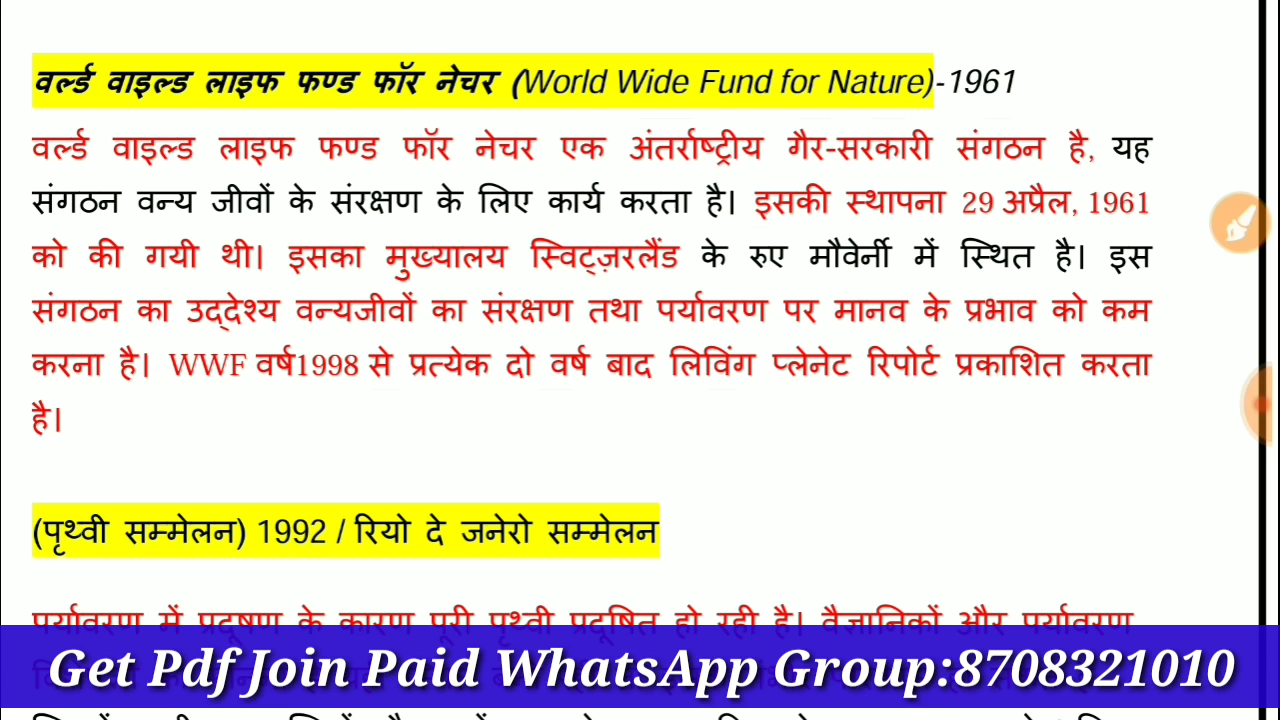 वर्ल्ड वाइल्ड लाइफ फण्ड फॉर नेचर (World Wide Fund for Nature)-1961
वर्ल्ड वाइल्ड लाइफ फण्ड फॉर नेचर एक अंतर्राष्ट्रीय गैर-सरकारी संगठन है, यह
संगठन वन्य जीवों के संरक्षण के लिए कार्य करता है। इसकी स्थापना 29 अप्रैल, 1961
को की गयी थी। इसका मुख्यालय स्विट्ज़रलैंड के रुए मौवेर्नी में स्थित है। इस
संगठन का उद्देश्य वन्यजीवों का संरक्षण तथा पर्यावरण पर मानव के प्रभाव को कम
करना है। WWF वर्ष1998 से प्रत्येक दो वर्ष बाद लिविंग प्लेनेट रिपोर्ट प्रकाशित करता
है।
(पृथ्वी सम्मेलन) 1992 / रियो दे जनेरो सम्मेलन
पर्यावरण में प्रदूषण के कारण पूरी पृथ्वी प्रदूषित हो रही है। वैज्ञानिकों और पर्यावरण
Get Pdf Join Paid WhatsApp Group:8708321010